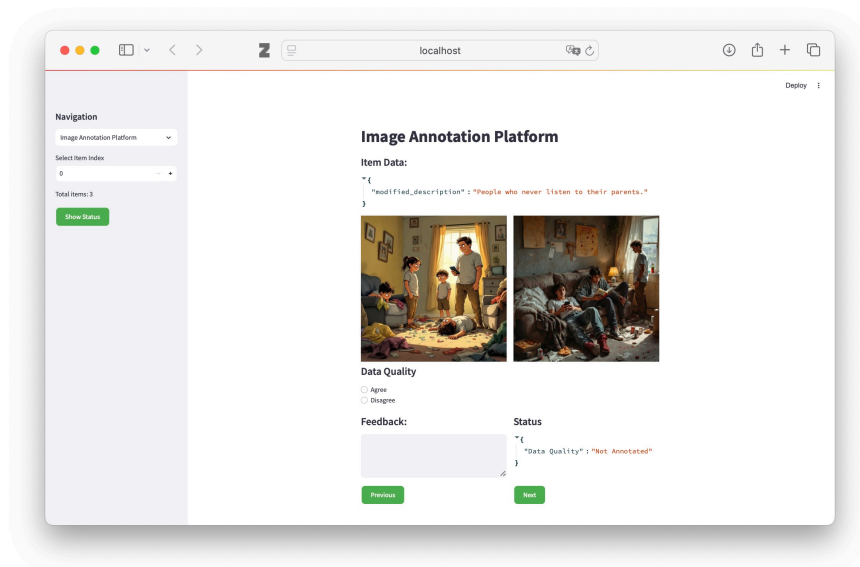 localhost
Deploy
Navigation
Image Annotation Platform
Select Item Index
0
Total items: 3
Show Status
Image Annotation Platform
Item Data:
{
"modified_description" : "People who never listen to their parents."
}
Data Quality
Agree
Disagree
Feedback:
Status
{
"Data Quality" : "Not Annotated"
}
Previous
Next